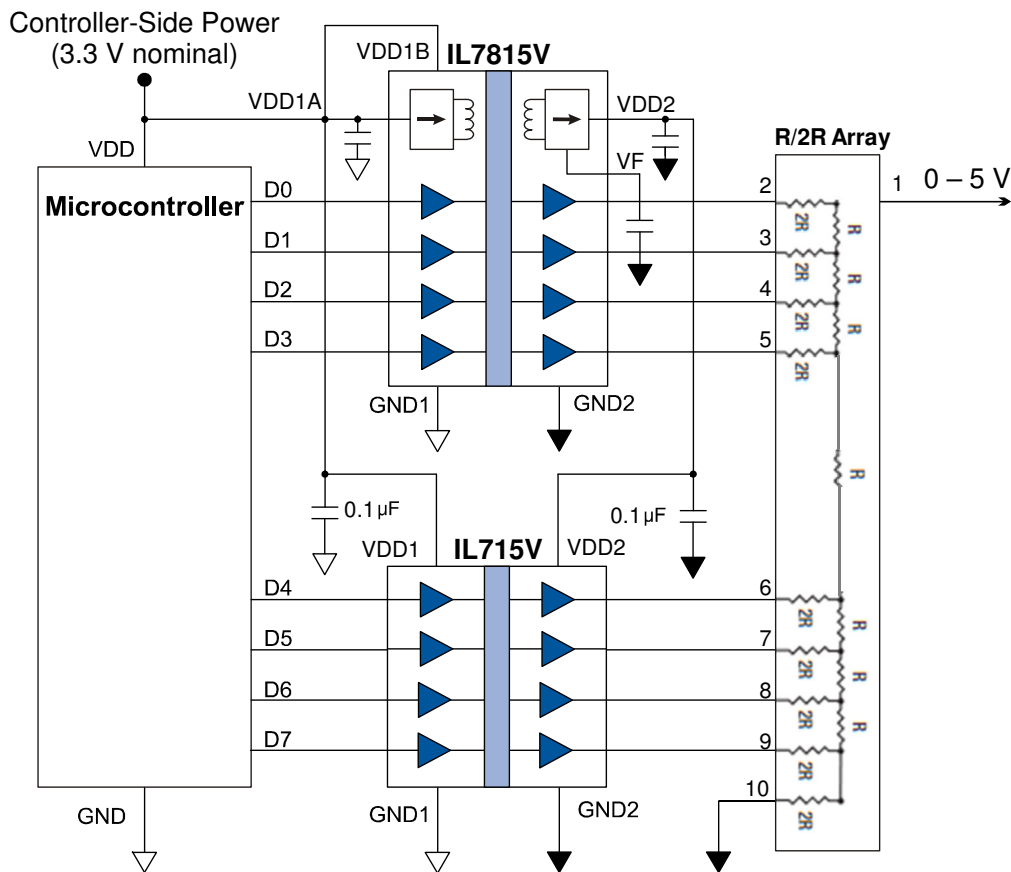 Controller-Side Power
(3.3 V nominal)
VDD1B
IL7815V
VDD1A
VDD2
VDD
VF
R/2R Array
Microcontroller
D0
2
1
0 – 5 V
2R
R
D1
3
2R
R
D2
4
2R
R
D3
5
2R
GND1
GND2
R
0.1 µF
0.1 µF
VDD1
IL715V
VDD2
D4
6
2R
R
D5
7
2R
R
D6
8
2R
R
D7
9
2R
10
2R
GND
GND1
GND2